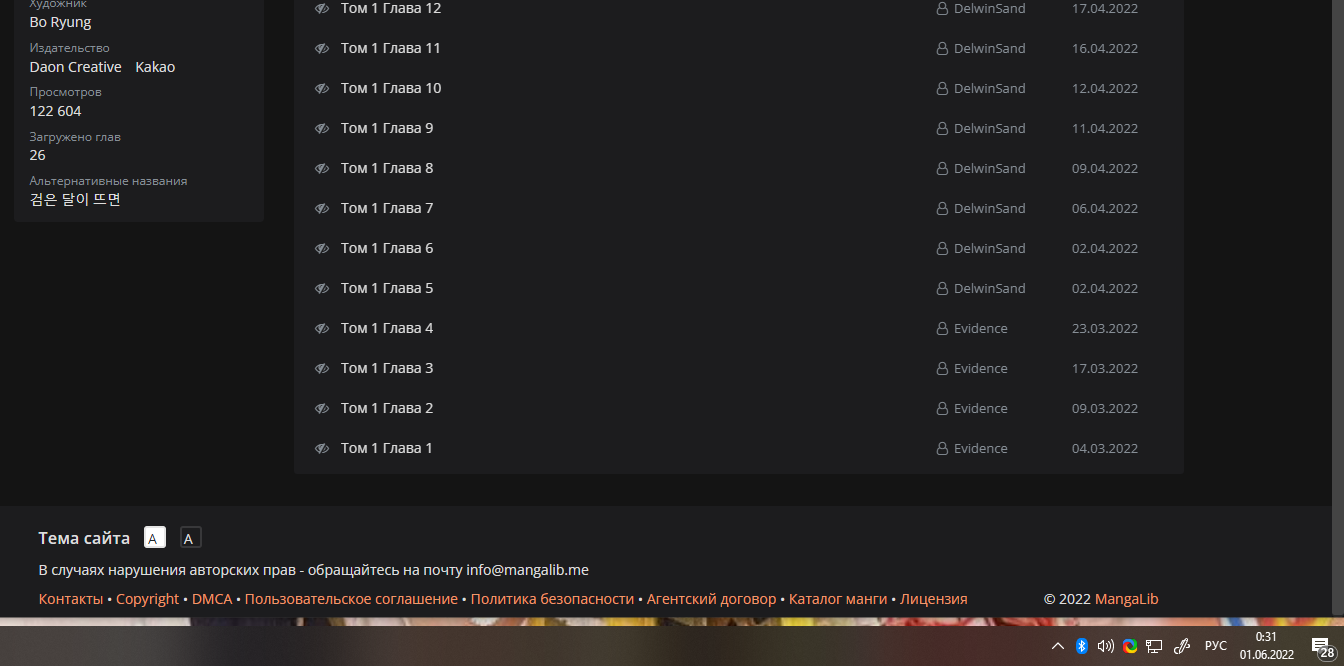 Художник
Bo Ryung
Издательство
Daon Creative Kakao
Просмотров
122 604
Загружено глав
26
Альтернативные названия
검은 달이 뜨면
Том 1 Глава 12 DelwinSand 17.04.2022
Том 1 Глава 11 DelwinSand 16.04.2022
Том 1 Глава 10 DelwinSand 12.04.2022
Том 1 Глава 9 DelwinSand 11.04.2022
Том 1 Глава 8 DelwinSand 09.04.2022
Том 1 Глава 7 DelwinSand 06.04.2022
Том 1 Глава 6 DelwinSand 02.04.2022
Том 1 Глава 5 DelwinSand 02.04.2022
Том 1 Глава 4 Evidence 23.03.2022
Том 1 Глава 3 Evidence 17.03.2022
Том 1 Глава 2 Evidence 09.03.2022
Том 1 Глава 1 Evidence 04.03.2022
Тема сайта A A
В случаях нарушения авторских прав - обращайтесь на почту info@mangalib.me
Контакты • Copyright • DMCA • Пользовательское соглашение • Политика безопасности • Агентский договор • Каталог манги • Лицензия © 2022 MangaLib
РУС 0:31
01.06.2022 28